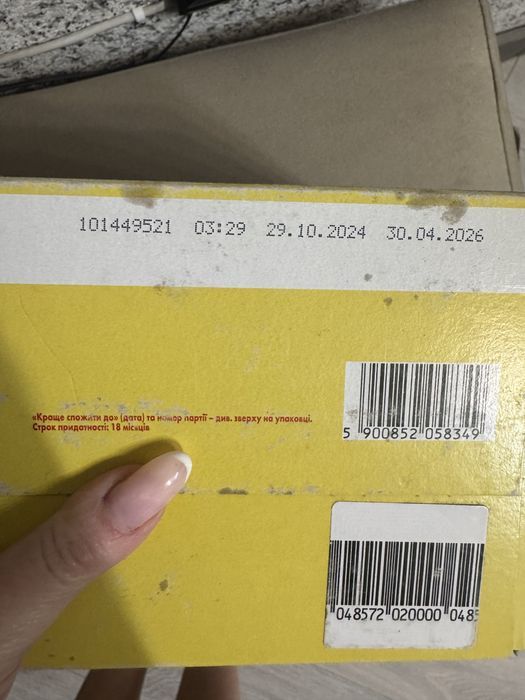 101449521 03:29 29.10.2024 30.04.2026
«Краще спожити до» (дата) та номер партії – див. зверху на упаковці.
Строк придатності: 18 місяців
5 900852 058349
048572 020000 048